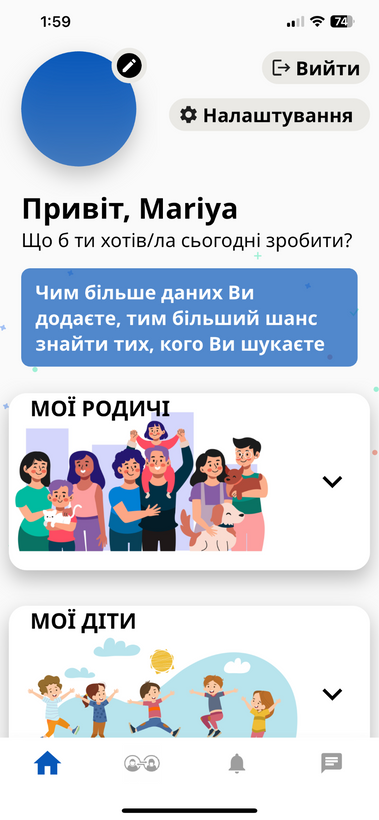 1:59
74
Вийти
Налаштування
Привіт, Mariya
Що б ти хотів/ла сьогодні зробити?
Чим більше даних Ви
додаєте, тим більший шанс
знайти тих, кого Ви шукаєте
МОЇ РОДИЧІ
МОЇ ДІТИ